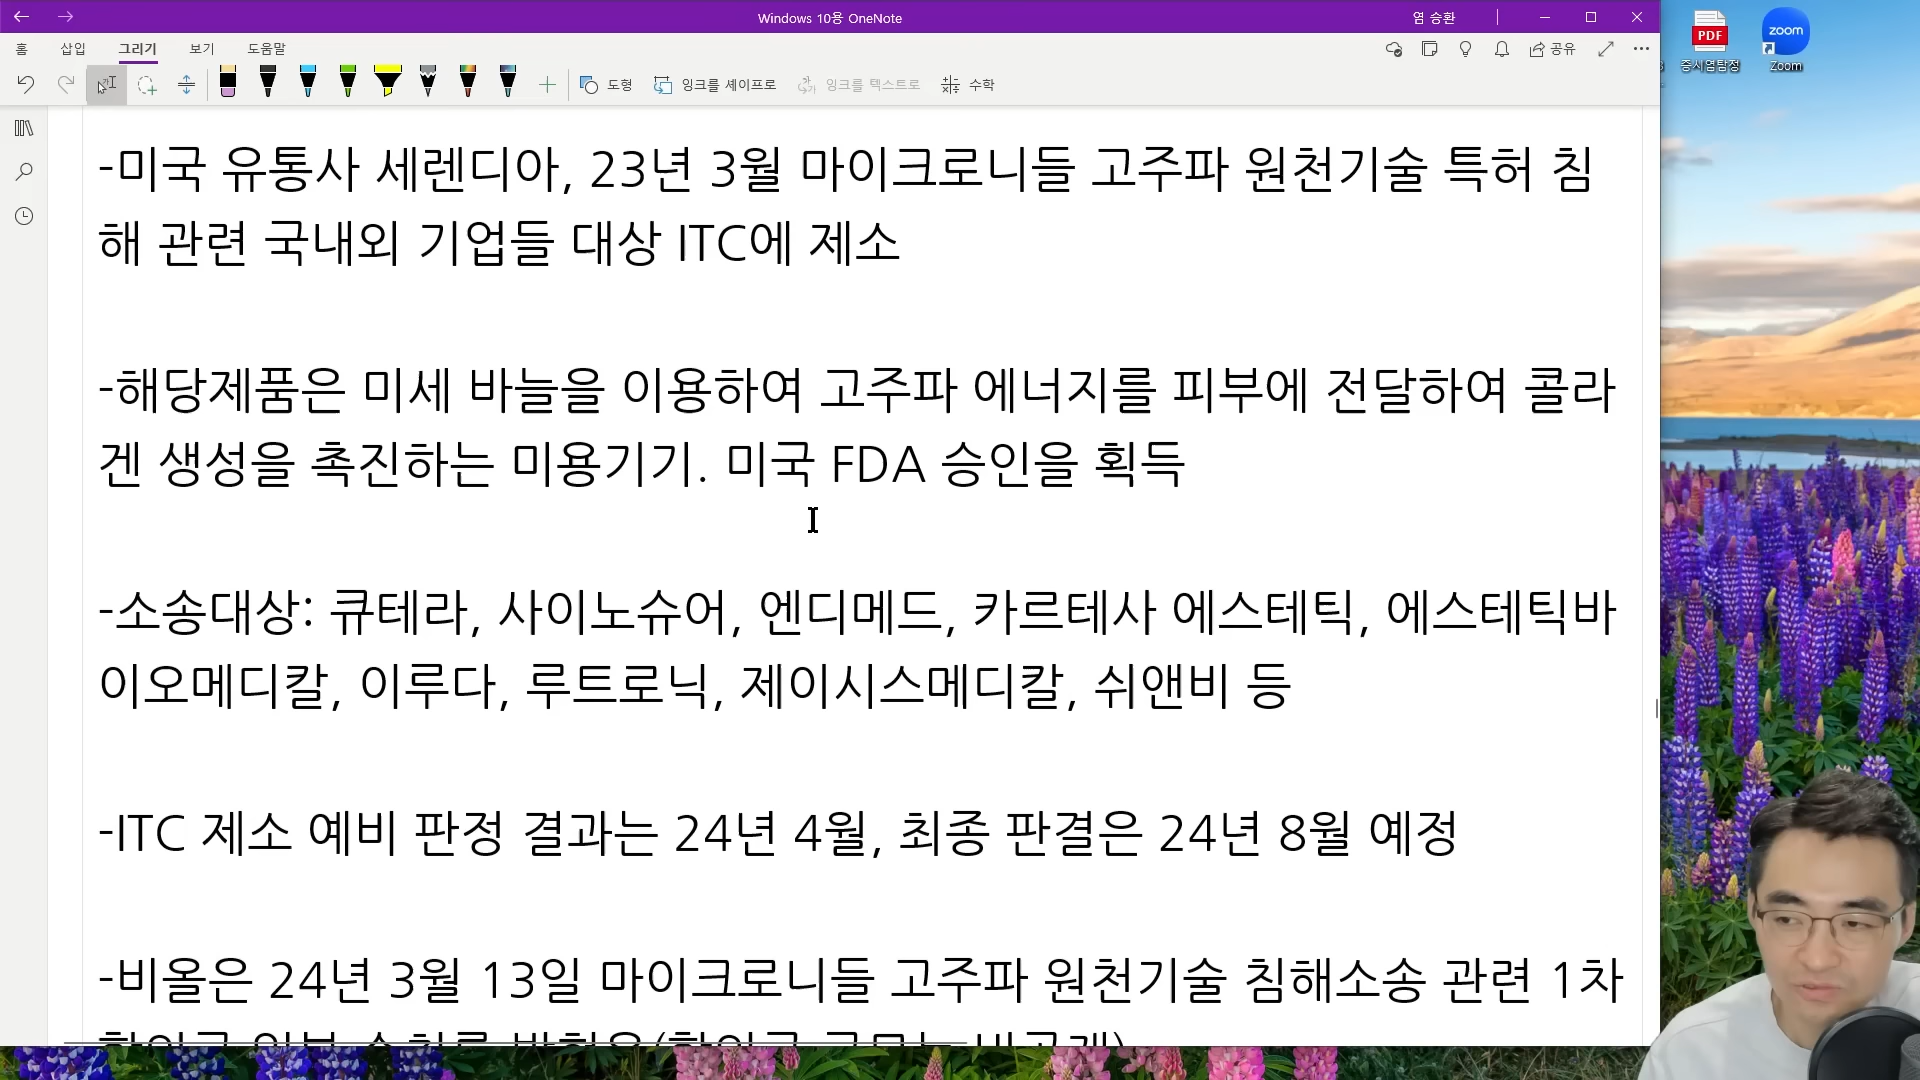 Windows 10용 OneNote
염 승환
홈 삽입 그리기 보기 도움말
공유
도형 잉크를 셰이프로 잉크를 텍스트로 수학
PDF
증시염탐정
zoom
Zoom
-미국 유통사 세렌디아, 23년 3월 마이크로니들 고주파 원천기술 특허 침
해 관련 국내외 기업들 대상 ITC에 제소
-해당제품은 미세 바늘을 이용하여 고주파 에너지를 피부에 전달하여 콜라
겐 생성을 촉진하는 미용기기. 미국 FDA 승인을 획득
-소송대상: 큐테라, 사이노슈어, 엔디메드, 카르테사 에스테틱, 에스테틱바
이오메디칼, 이루다, 루트로닉, 제이시스메디칼, 쉬앤비 등
-ITC 제소 예비 판정 결과는 24년 4월, 최종 판결은 24년 8월 예정
-비올은 24년 3월 13일 마이크로니들 고주파 원천기술 침해소송 관련 1차